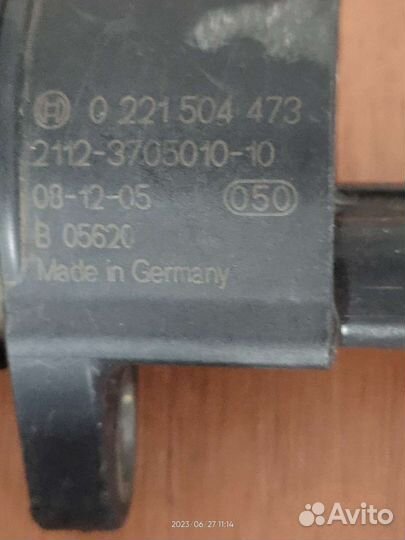 0 221 504 473
2112-3705010-10
08-12-05 050
B 05620
Made in Germany
2023/06/27 11:14
Avito